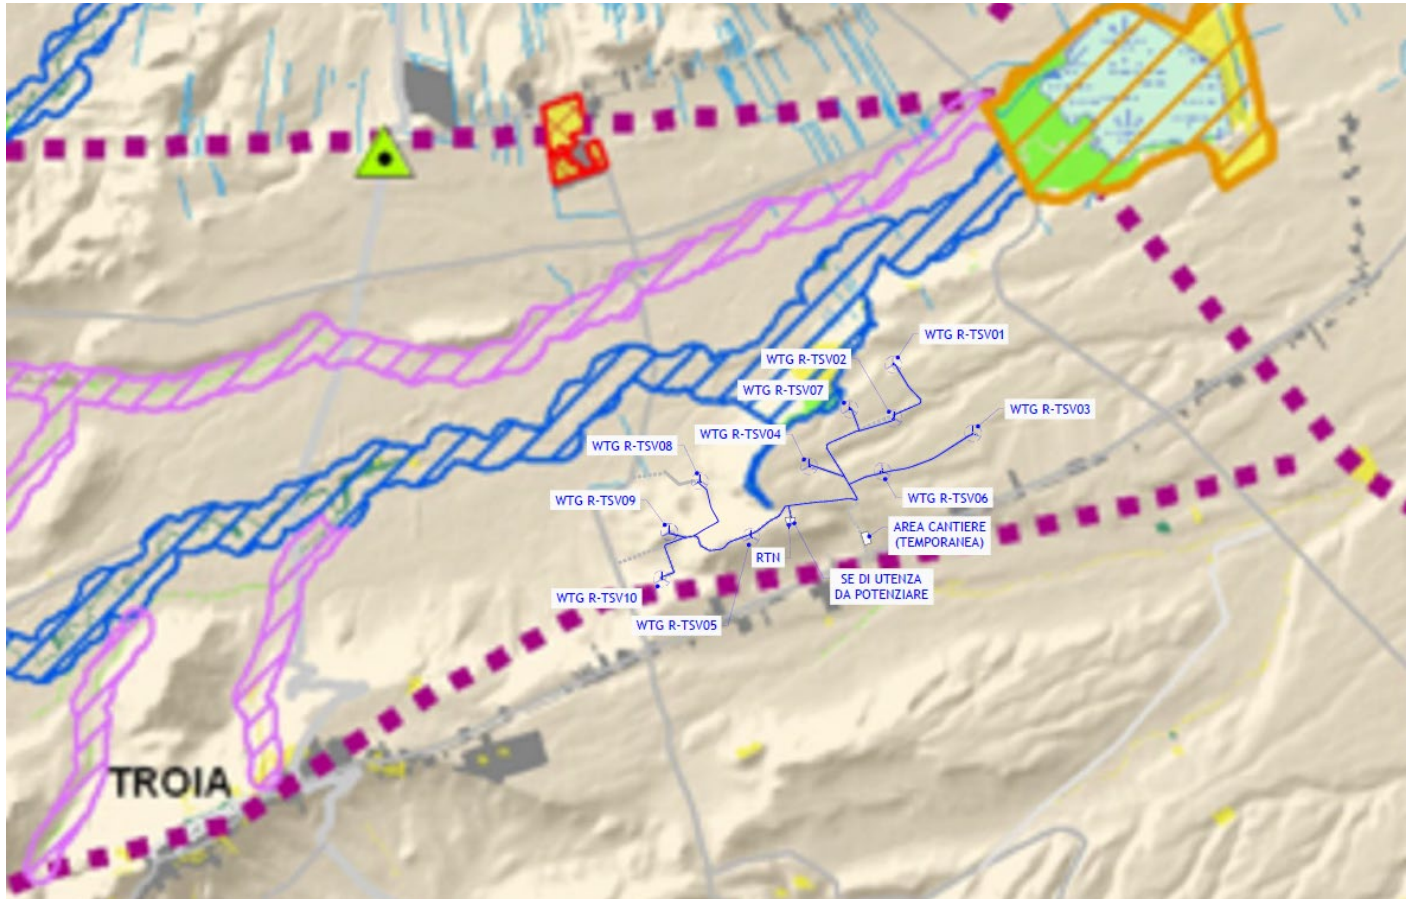 WTG R-TSV01
WTG R-TSV02
WTG R-TSV07
WTG R-TSV03
WTG R-TSV04
WTG R-TSV08
WTG R-TSV06
WTG R-TSV09
AREA CANTIERE
(TEMPORANEA)
RTN
SE DI UTENZA
DA POTENZIARE
WTG R-TSV10
WTG R-TSV05
TROIA